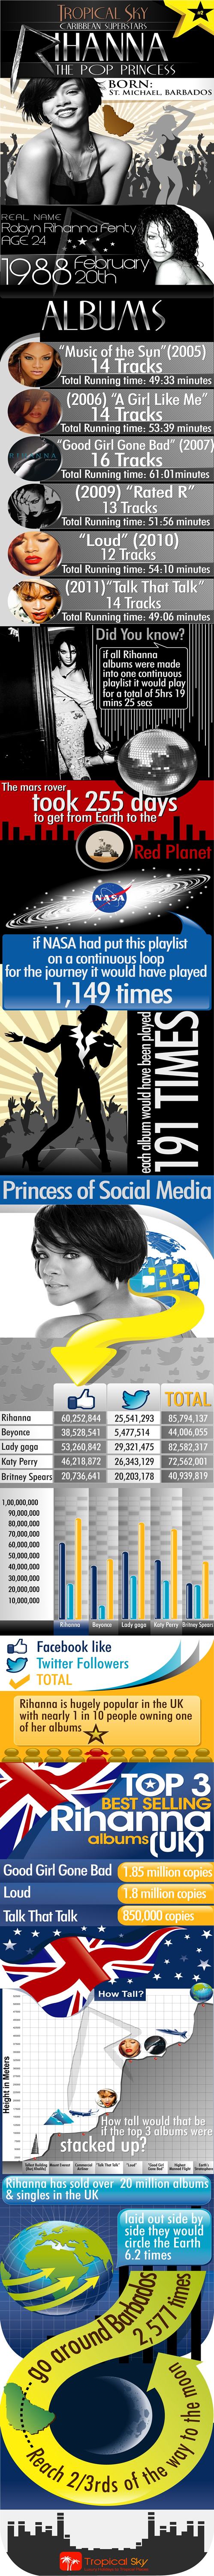 #8
TROPICAL SKY
CARIBBEAN SUPERSTARS
RIHANNA
THE POP PRINCESS
BORN:
ST. MICHAEL, BARBADOS
REAL NAME
Robyn Rihanna Fenty
AGE 24
1988 February 20th
ALBUMS
"Music of the Sun"(2005)
14 Tracks
Total Running time: 49:33 minutes
(2006) "A Girl Like Me"
14 Tracks
Total Running time: 53:39 minutes
"Good Girl Gone Bad" (2007)
16 Tracks
Total Running time: 61:01minutes
(2009) "Rated R"
13 Tracks
Total Running time: 51:56 minutes
"Loud" (2010)
12 Tracks
Total Running time: 54:10 minutes
(2011)"Talk That Talk"
14 Tracks
Total Running time: 49:06 minutes
Did You know?
if all Rihanna
albums were made
into one continuous
playlist it would play
for a total of 5hrs 19
mins 25 secs
The mars rover
took 255 days
to get from Earth to the
Red Planet
NASA
if NASA had put this playlist
on a continuous loop
for the journey it would have played
1,149 times
each album would have been played
191 TIMES
Princess of Social Media
TOTAL
Rihanna 60,252,844 25,541,293 85,794,137
Beyonce 38,528,541 5,477,514 44,006,055
Lady gaga 53,260,842 29,321,475 82,582,317
Katy Perry 46,218,872 26,343,129 72,562,001
Britney Spears 20,736,641 20,203,178 40,939,819
1,00,000,000
90,000,000
80,000,000
70,000,000
60,000,000
50,000,000
40,000,000
30,000,000
20,000,000
10,000,000
Rihanna Beyonce Lady gaga Katy Perry Britney Spears
Facebook like
Twitter Followers
TOTAL
Rihanna is hugely popular in the UK
with nearly 1 in 10 people owning one
of her albums
TOP 3
BEST SELLING
Rihanna
albums (UK)
Good Girl Gone Bad 1.85 million copies
Loud 1.8 million copies
Talk That Talk 850,000 copies
How Tall?
Height in Meters
How tall would that be
if the top 3 albums were
stacked up?
Rihanna has sold over 20 million albums
& singles in the UK
laid out side by
side they would
circle the Earth
6.2 times
go around Barbados 2,577 times
Reach 2/3rds of the way to the moon
Tropical Sky